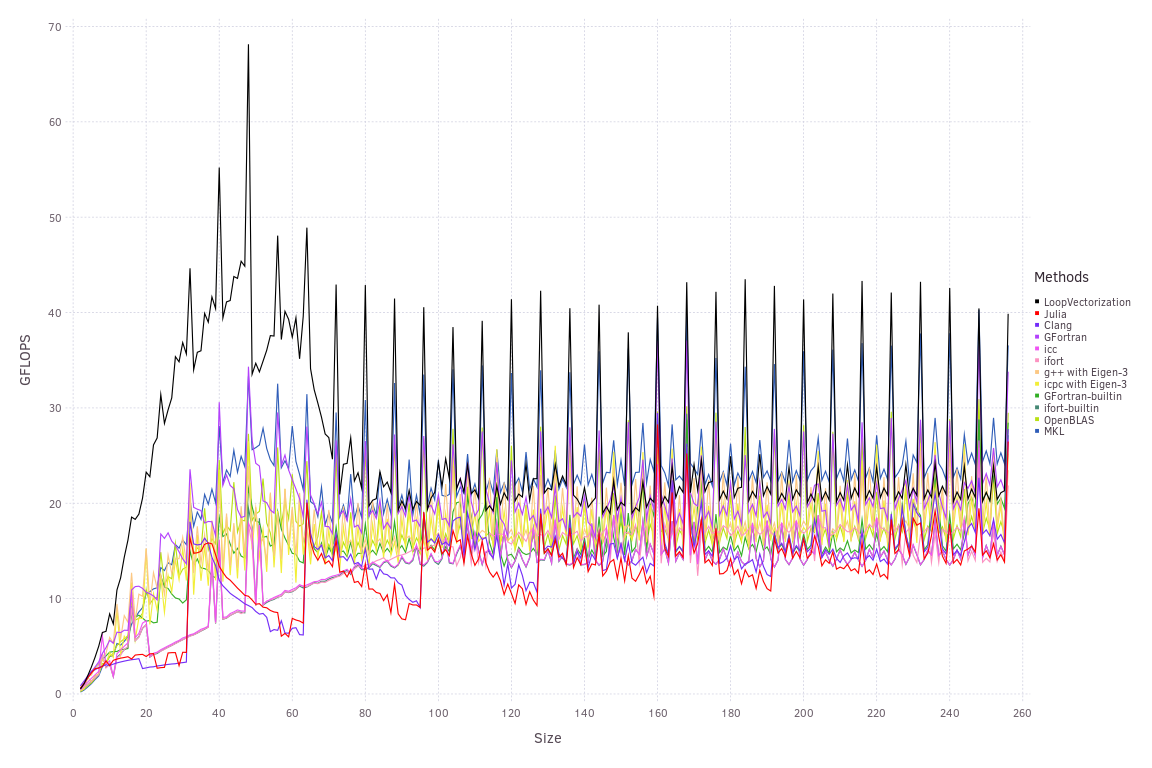 70
60
50
40
30
20
10
0
GFLOPS
0 20 40 60 80 100 120 140 160 180 200 220 240 260
Size
Methods
LoopVectorization
Julia
Clang
GFortran
icc
ifort
g++ with Eigen-3
icpc with Eigen-3
GFortran-builtin
ifort-builtin
OpenBLAS
MKL